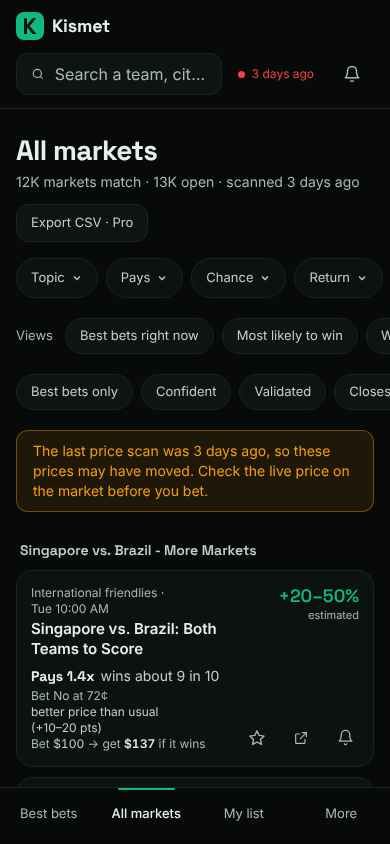 K Kismet
Search a team, cit...
3 days ago
All markets
12K markets match · 13K open · scanned 3 days ago
Export CSV · Pro
Topic Pays Chance Return
Views Best bets right now Most likely to win
Best bets only Confident Validated Closes
The last price scan was 3 days ago, so these
prices may have moved. Check the live price on
the market before you bet.
Singapore vs. Brazil - More Markets
International friendlies ·
Tue 10:00 AM
+20–50%
estimated
Singapore vs. Brazil: Both
Teams to Score
Pays 1.4x wins about 9 in 10
Bet No at 72¢
better price than usual
(+10–20 pts)
Bet $100 → get $137 if it wins
Best bets All markets My list More